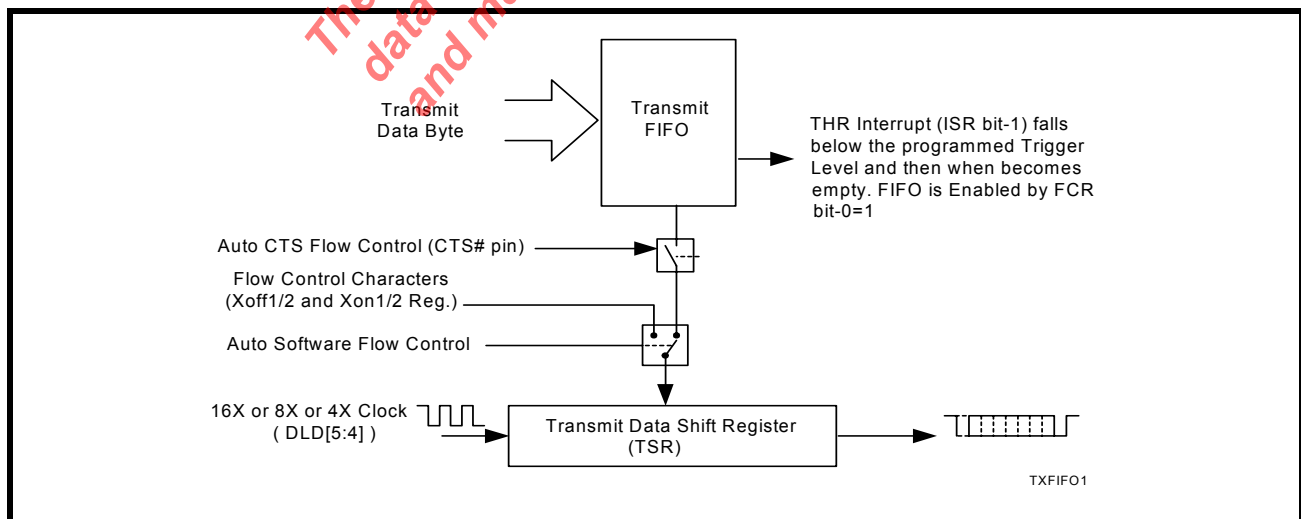 The
data
and m
Transmit
Data Byte
Transmit
FIFO
THR Interrupt (ISR bit-1) falls
below the programmed Trigger
Level and then when becomes
empty. FIFO is Enabled by FCR
bit-0=1
Auto CTS Flow Control (CTS# pin)
Flow Control Characters
(Xoff1/2 and Xon1/2 Reg.)
Auto Software Flow Control
16X or 8X or 4X Clock
( DLD[5:4] )
Transmit Data Shift Register
(TSR)
TXFIFO1